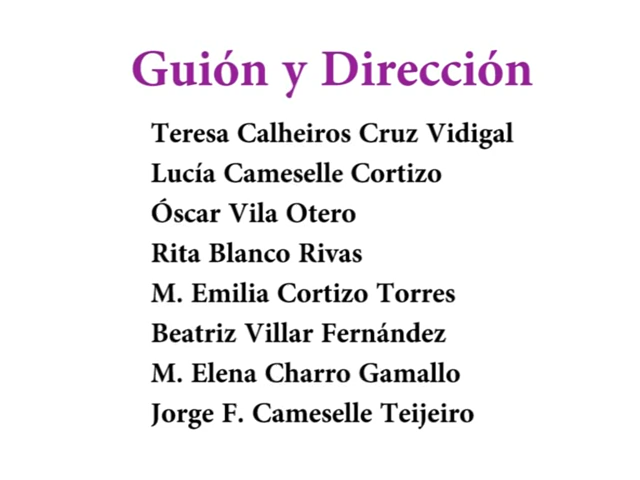 Guión y Dirección
Teresa Calheiros Cruz Vidigal
Lucía Cameselle Cortizo
Óscar Vila Otero
Rita Blanco Rivas
M. Emilia Cortizo Torres
Beatriz Villar Fernández
M. Elena Charro Gamallo
Jorge F. Cameselle Teijeiro